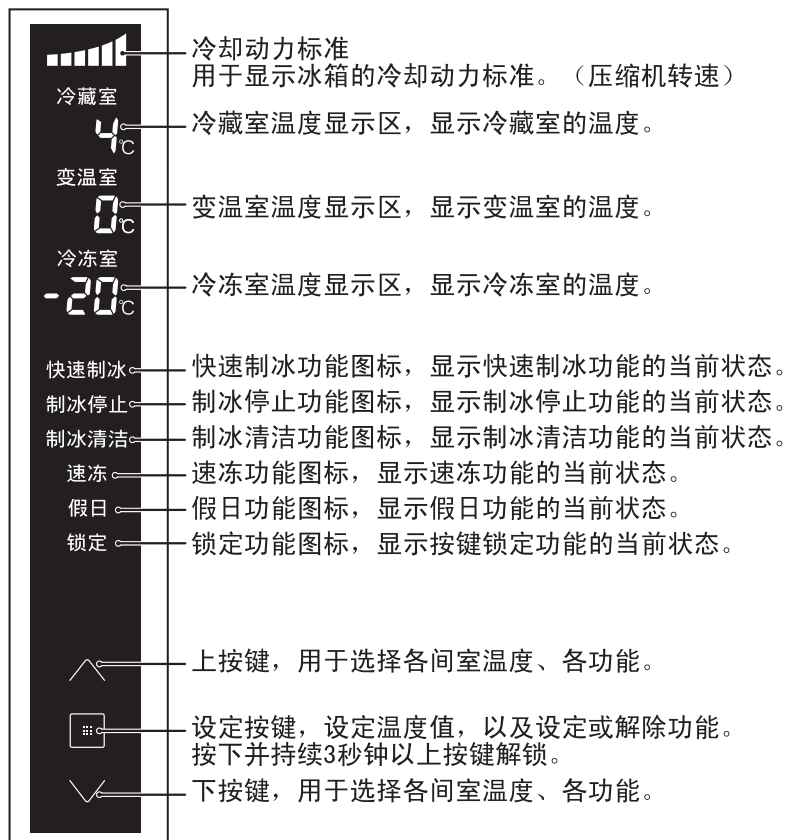 冷却动力标准
用于显示冰箱的冷却动力标准。（压缩机转速）
冷藏室
4℃
冷藏室温度显示区，显示冷藏室的温度。
变温室
0℃
变温室温度显示区，显示变温室的温度。
冷冻室
-20℃
冷冻室温度显示区，显示冷冻室的温度。
快速制冰
快速制冰功能图标，显示快速制冰功能的当前状态。
制冰停止
制冰停止功能图标，显示制冰停止功能的当前状态。
制冰清洁
制冰清洁功能图标，显示制冰清洁功能的当前状态。
速冻
速冻功能图标，显示速冻功能的当前状态。
假日
假日功能图标，显示假日功能的当前状态。
锁定
锁定功能图标，显示按键锁定功能的当前状态。
上按键，用于选择各间室温度、各功能。
设定按键，设定温度值，以及设定或解除功能。
按下并持续3秒钟以上按键解锁。
下按键，用于选择各间室温度、各功能。